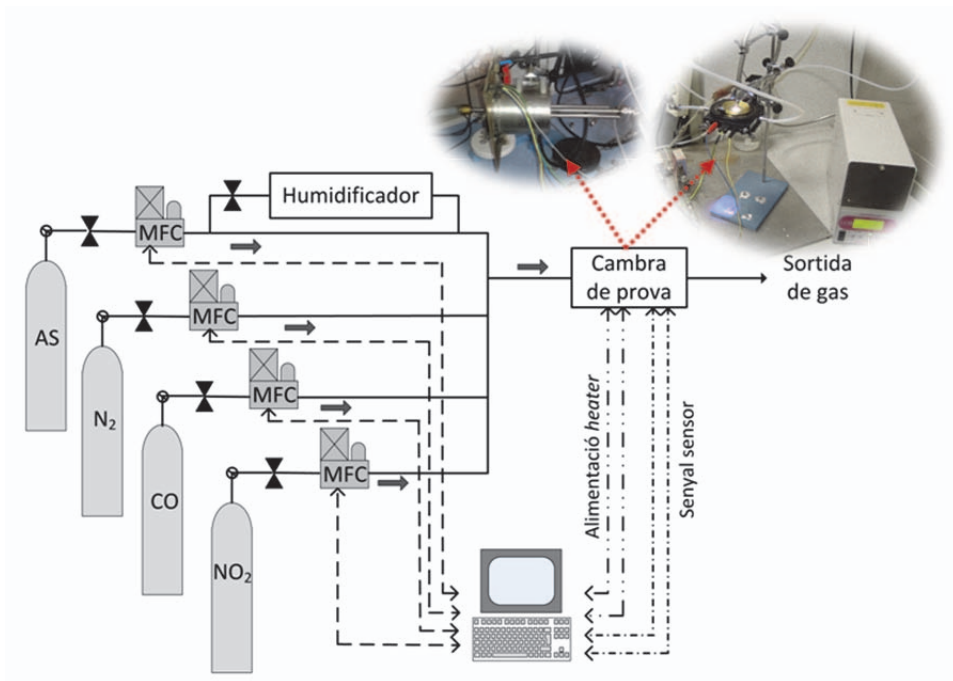 Humidificador
MFC
AS
MFC
N₂
MFC
CO
MFC
NO₂
Cambra
de prova
Sortida
de gas
Alimentació heater
Senyal sensor